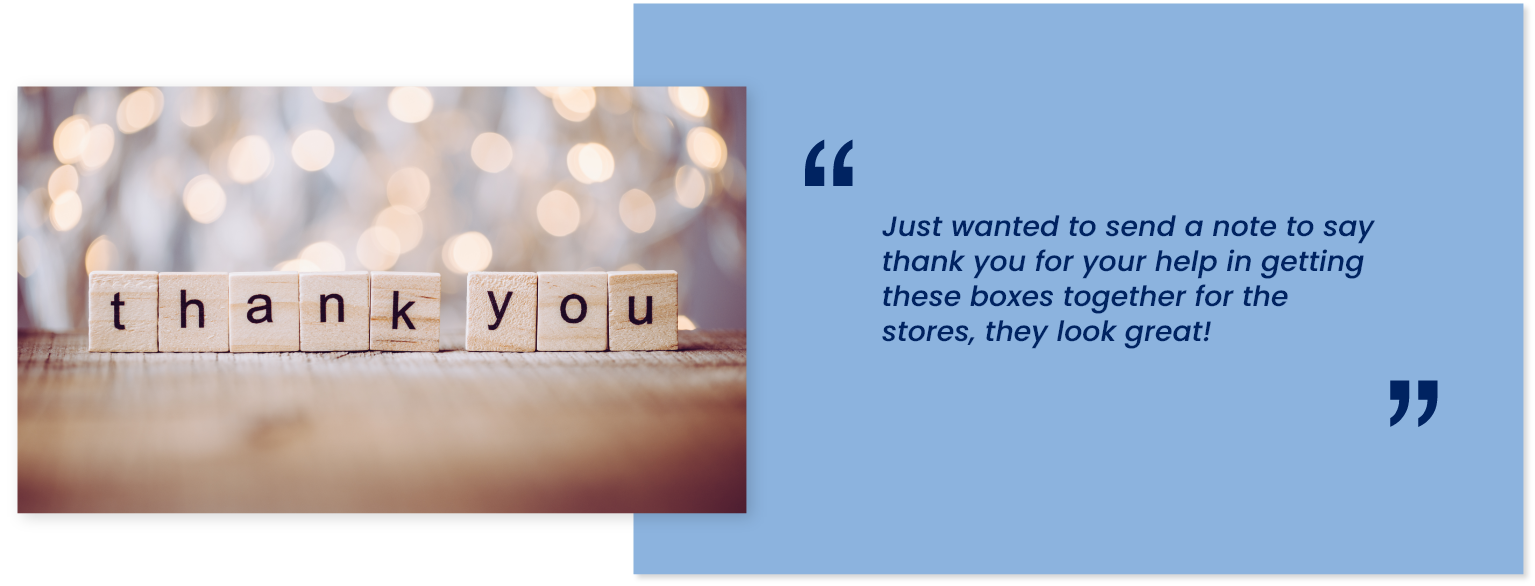 thank you
“
Just wanted to send a note to say
thank you for your help in getting
these boxes together for the
stores, they look great!
”